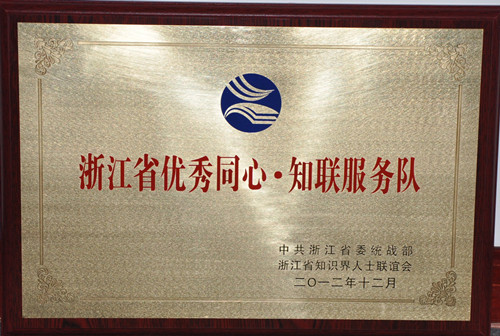 浙江省优秀同心·知联服务队
中共浙江省委统战部
浙江省知识界人士联谊会
二〇一二年十二月